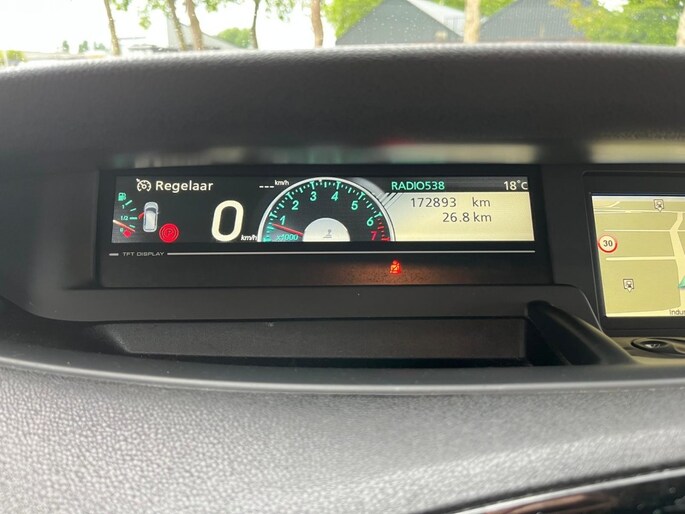 Regelaar
---km/h
RADIO538
18°C
172893 km
26.8 km
0 km/h
1 2 3 4 5 6 7
x1000
TFT DISPLAY
30
indus